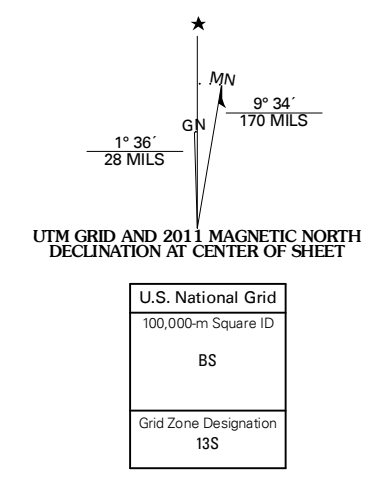 MN
GN
9° 34´
170 MILS
1° 36´
28 MILS
UTM GRID AND 2011 MAGNETIC NORTH
DECLINATION AT CENTER OF SHEET
U.S. National Grid
100,000-m Square ID
BS
Grid Zone Designation
13S